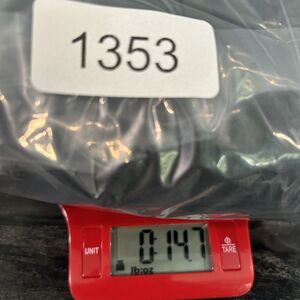 1353
UNIT
0:14.7
lb:oz
TARE